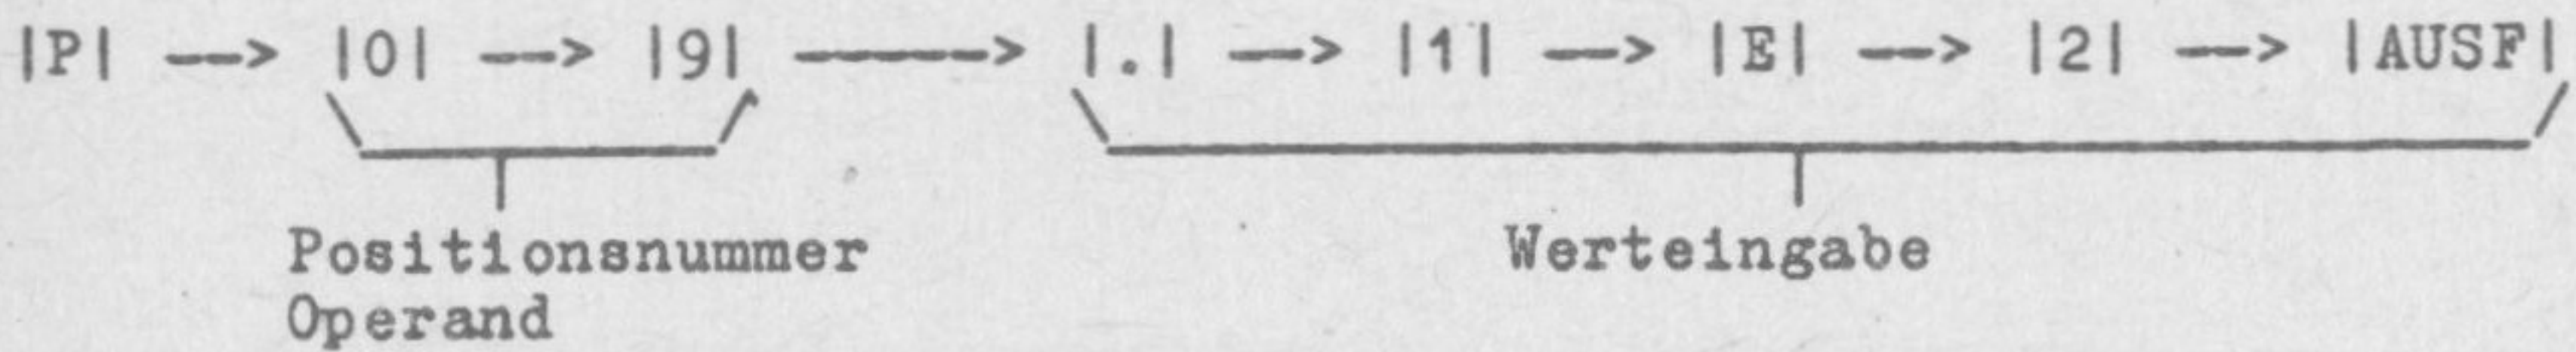 |P| --> |0| --> |9| -----> |.| --> |1| --> |E| --> |2| --> |AUSF|
Positionsnummer Werteingabe
Operand